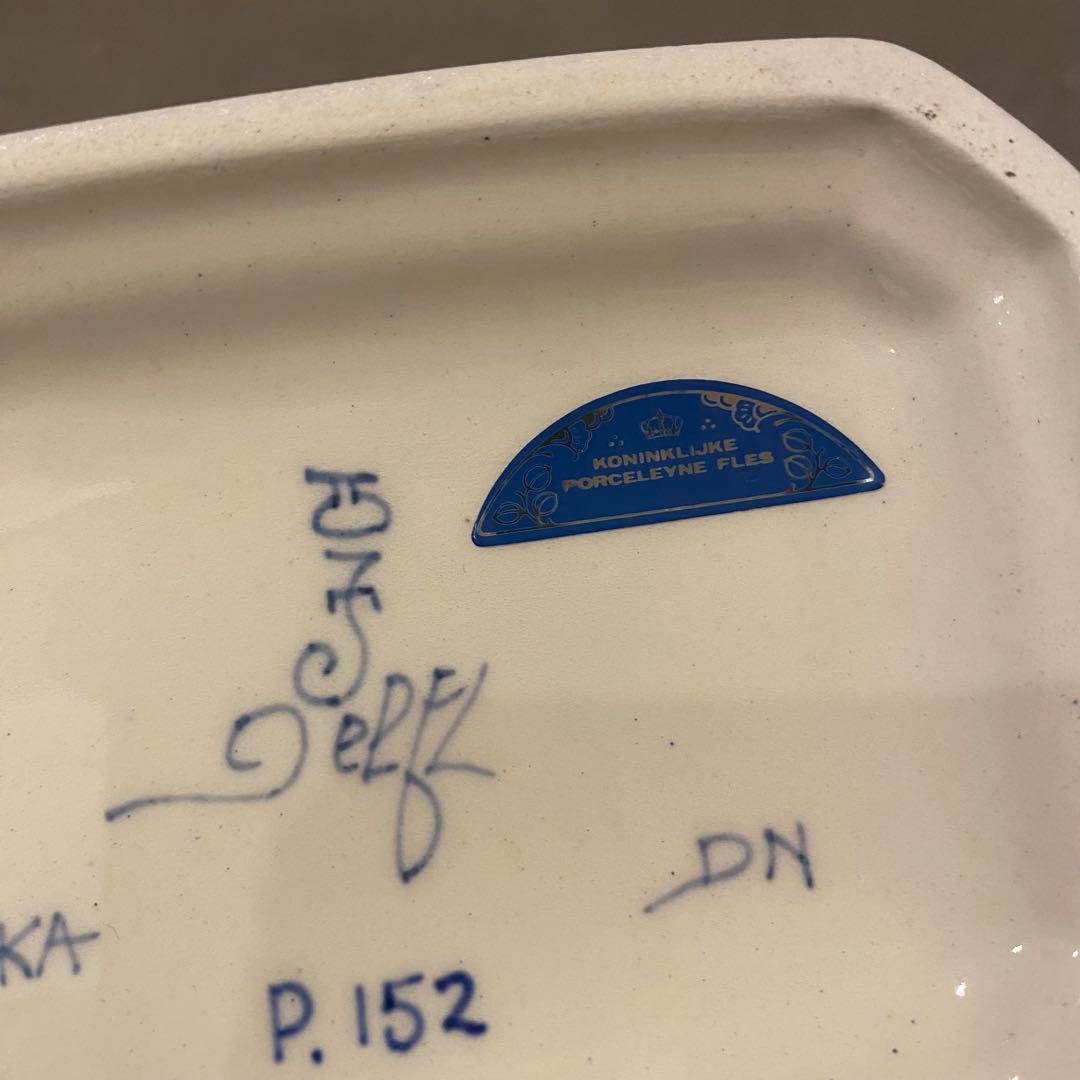 KONINKLIJKE
PORCELEYNE FLES
Delft
DN
KA
P.152